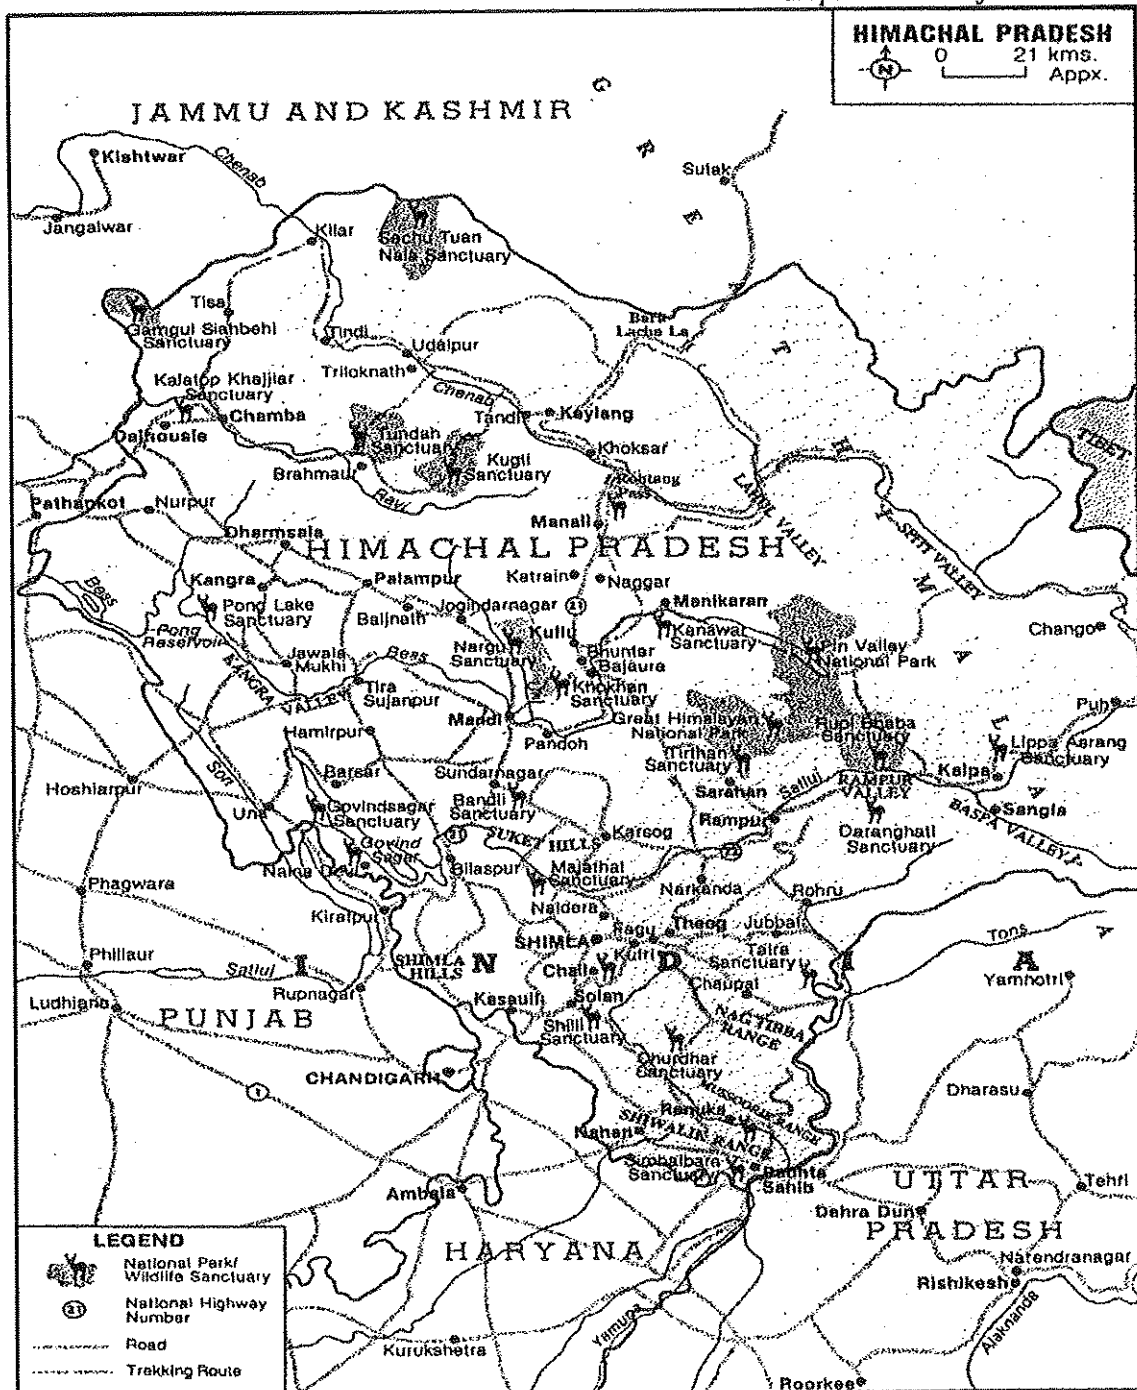 HIMACHAL PRADESH
0 21 kms.
Appx.
N
JAMMU AND KASHMIR
G
R
E
A
T
H
I
M
A
L
A
Y
A
Kishtwar
Chenab
Jangalwar
Kilar
Sutak
Sachu Tuan
Nala Sanctuary
Tisa
Gamgul Siahbehi
Sanctuary
Tindi
Udaipur
Triloknath
Bara
Lacha La
Kalatop Khajjiar
Sanctuary
Chamba
Dalhousie
Chenab
Tandi
Keylang
Khoksar
Tundah
Sanctuary
Kugti
Sanctuary
Brahmaur
Ravi
Rohtang
Pass
TIBET
LAHUL VALLEY
SPITI VALLEY
Pathankot
Nurpur
Dharmsala
Manali
HIMACHAL PRADESH
Kangra
Palampur
Katrain
Naggar
Beas
Pong Lake
Sanctuary
Pong
Reservoir
Baijnath
Jogindarnagar
21
Manikaran
Kanawar
Sanctuary
Chango
Nargu
Sanctuary
Kullu
Bhuntar
Bajaura
Pin Valley
National Park
Jawala
Mukhi
KANGRA
VALLEY
Beas
Tira
Sujanpur
Khokhan
Sanctuary
Mandi
Pandoh
Great Himalayan
National Park
Rupi Bhaba
Sanctuary
Puh
Hamirpur
Tirthan
Sanctuary
Lippa Asrang
Sanctuary
Kalpa
Hoshiarpur
Son
Barsar
Sundarnagar
Sarahan
Satluj
RAMPUR
VALLEY
Sangla
BASPA VALLEY
Una
Govindsagar
Sanctuary
Bandli
Sanctuary
Rampur
Daranghati
Sanctuary
Govind
Sagar
SUKET HILLS
Karsog
Naina Devi
Bilaspur
Majathal
Sanctuary
Narkanda
Rohru
Phagwara
Kiratpur
Naldera
Fagu
Theog
Jubbal
SHIMLA
Kufri
Talra
Sanctuary
Tons
Phillaur
Satluj
I N D I A
SHIMLA
HILLS
Chail
Chaupal
Yamnotri
Ludhiana
Rupnagar
Kasauli
Solan
PUNJAB
Shilli
Sanctuary
NAG TIBBA
RANGE
Churdhar
Sanctuary
CHANDIGARH
1
MUSSOORIE RANGE
Dharasu
Renuka
SHIWALIK RANGE
Nahan
Simbalbara
Sanctuary
Paonta
Sahib
Ambala
UTTAR
PRADESH
Tehri
Dehra Dun
HARYANA
Narendranagar
Rishikesh
Yamuna
Alaknanda
Kurukshetra
Roorkee
LEGEND
National Park/
Wildlife Sanctuary
21
National Highway
Number
Road
Trekking Route